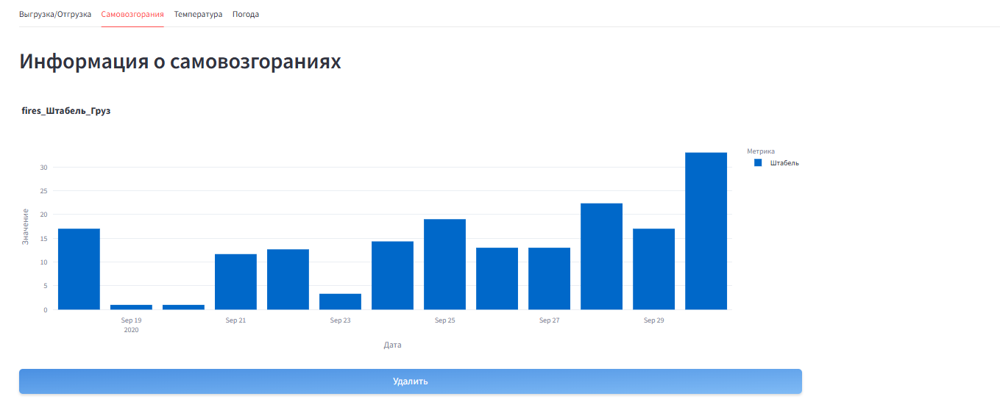 Выгрузка/Отгрузка Самовозгорания Температура Погода
Информация о самовозгораниях
fires_Штабель_Груз
Метрика
Штабель
Значение
30
25
20
15
10
5
0
Sep 19 Sep 21 Sep 23 Sep 25 Sep 27 Sep 29
2020
Дата
Удалить